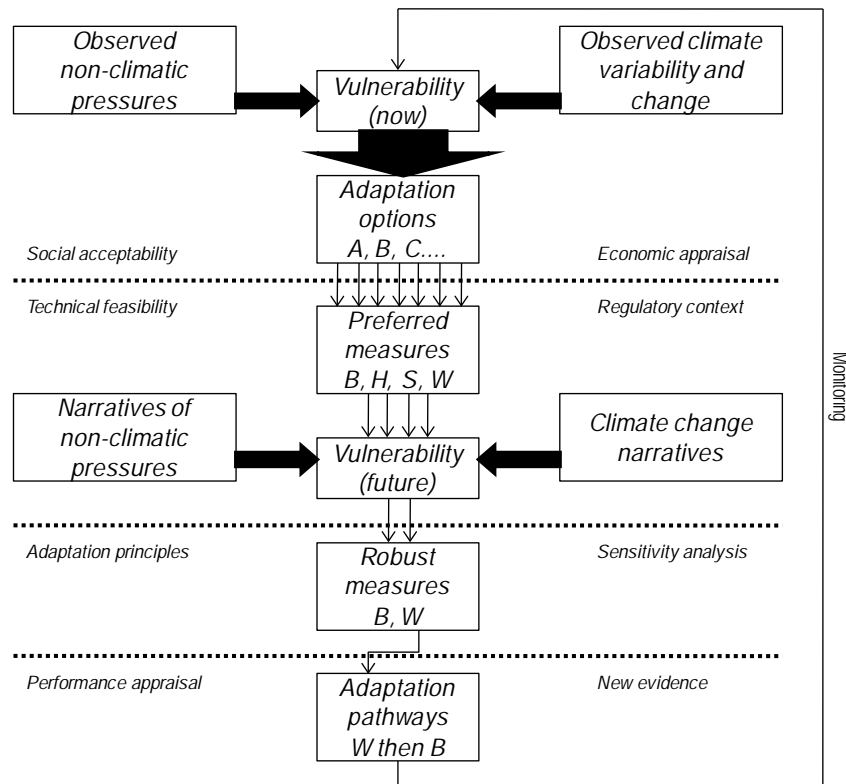 Observed
non-climatic
pressures
Vulnerability
(now)
Observed climate
variability and
change
Adaptation
options
A, B, C....
Social acceptability
Economic appraisal
Technical feasibility
Regulatory context
Preferred
measures
B, H, S, W
Monitoring
Narratives of
non-climatic
pressures
Vulnerability
(future)
Climate change
narratives
Adaptation principles
Sensitivity analysis
Robust
measures
B, W
Performance appraisal
New evidence
Adaptation
pathways
W then B